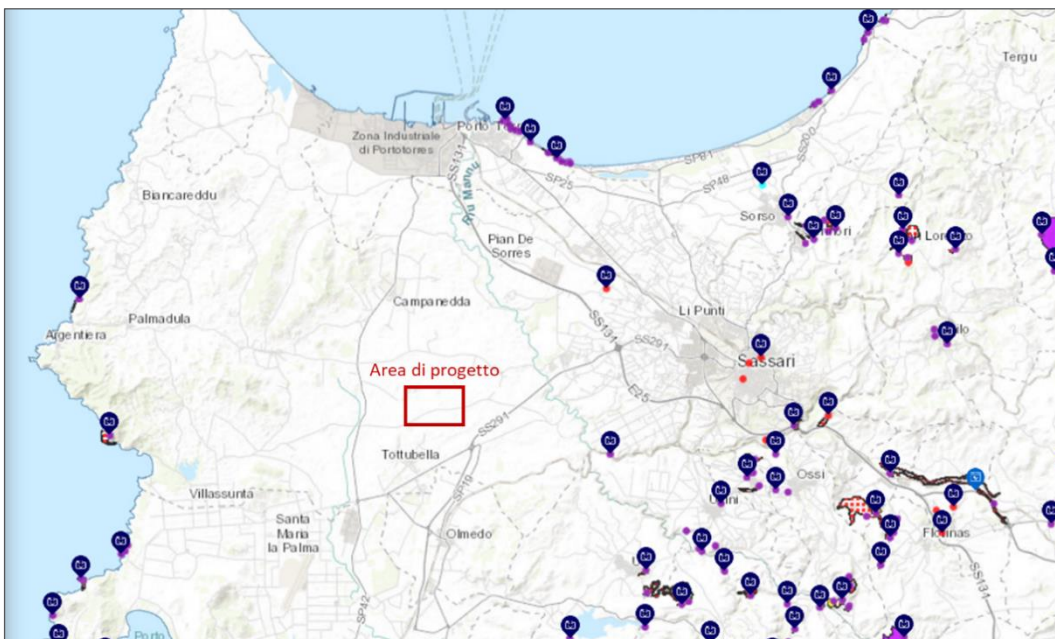 Tergu
Zona Industriale
di Portotorres
Porto
SS131
SP25
SP81
SP48
SS200
Biancareddu
Riu Mannu
Sorso
Pian De
Sorres
Campanedda
Li Punti
Palmadula
Argentiera
SS131
SS291
Sassari
Area di progetto
E25
SS291
Tottubella
Ossi
Villassunta
SP19
Santa
Maria
la Palma
Olmedo
Florinas
SS131
SP42
Porto